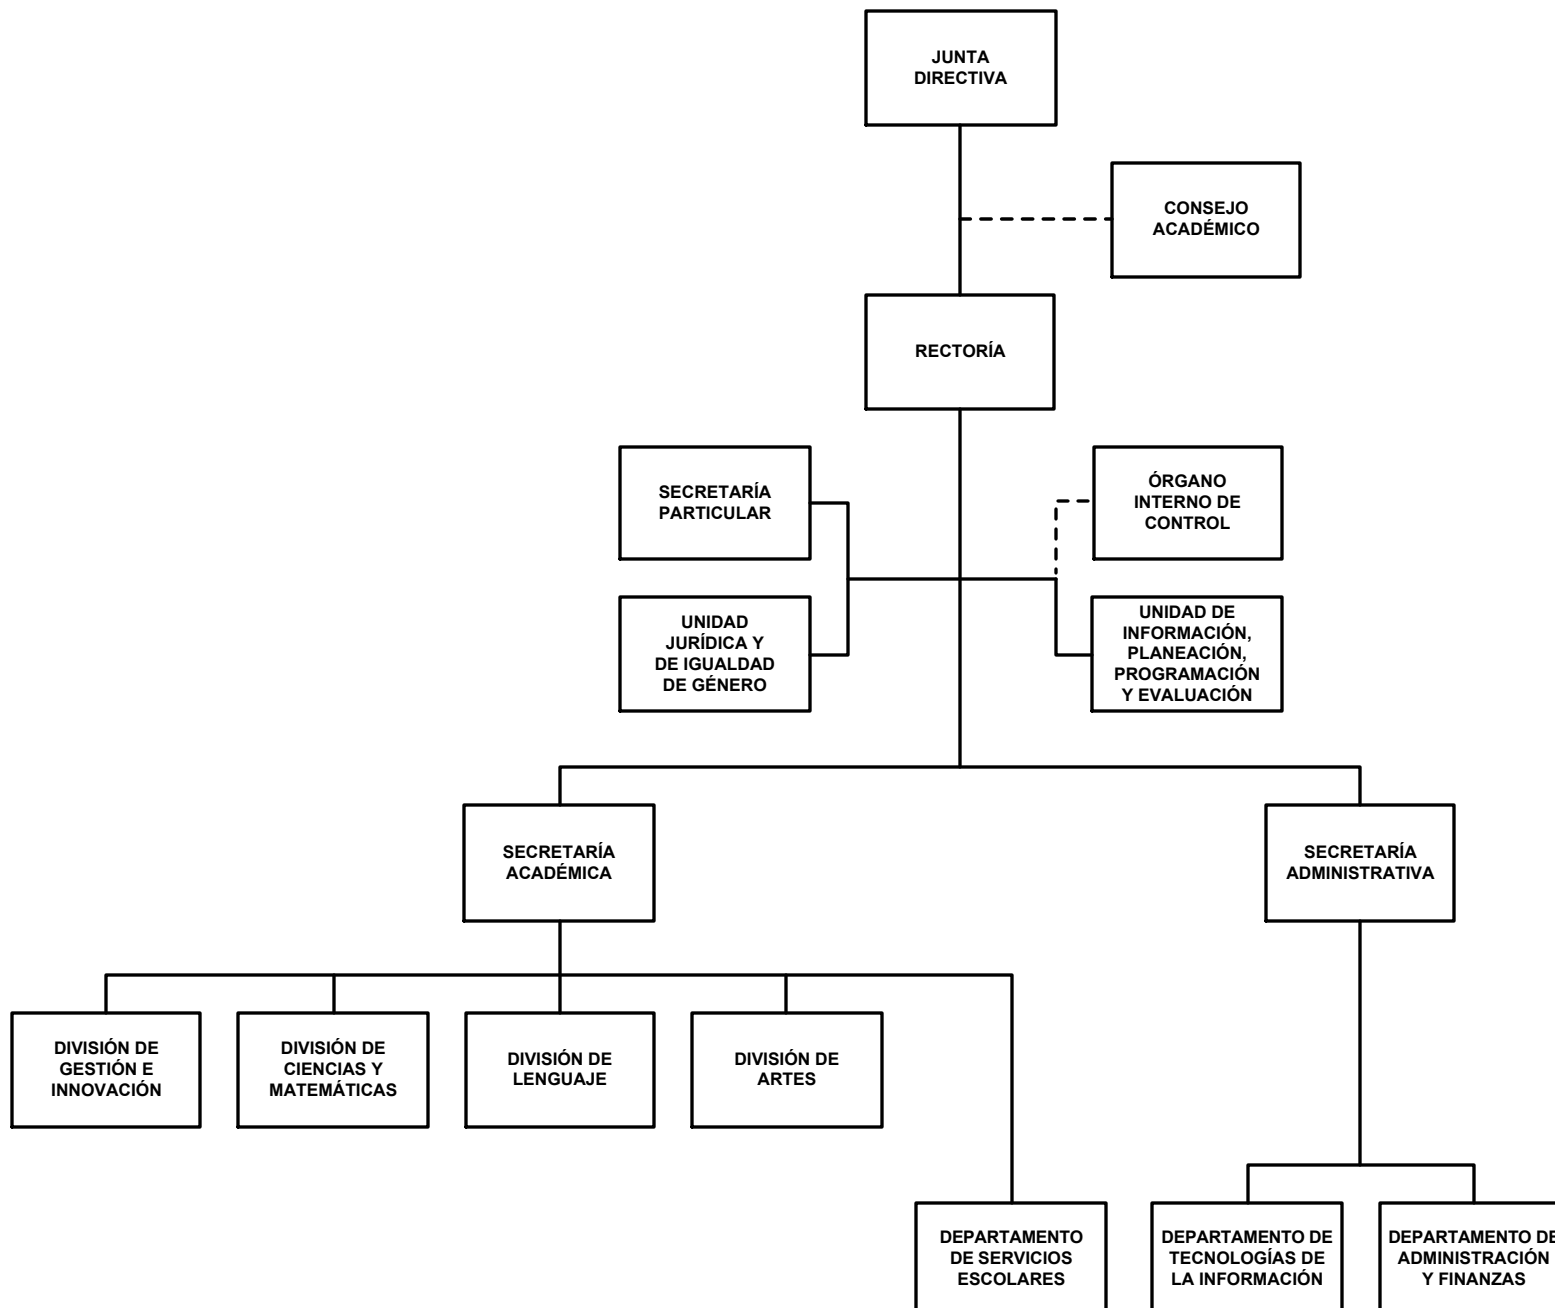 JUNTA
DIRECTIVA
CONSEJO
ACADÉMICO
RECTORÍA
SECRETARÍA
PARTICULAR
ÓRGANO
INTERNO DE
CONTROL
UNIDAD
JURÍDICA Y
DE IGUALDAD
DE GÉNERO
UNIDAD DE
INFORMACIÓN,
PLANEACIÓN,
PROGRAMACIÓN
Y EVALUACIÓN
SECRETARÍA
ACADÉMICA
SECRETARÍA
ADMINISTRATIVA
DIVISIÓN DE
GESTIÓN E
INNOVACIÓN
DIVISIÓN DE
CIENCIAS Y
MATEMÁTICAS
DIVISIÓN DE
LENGUAJE
DIVISIÓN DE
ARTES
DEPARTAMENTO
DE SERVICIOS
ESCOLARES
DEPARTAMENTO DE
TECNOLOGÍAS DE
LA INFORMACIÓN
DEPARTAMENTO DE
ADMINISTRACIÓN
Y FINANZAS